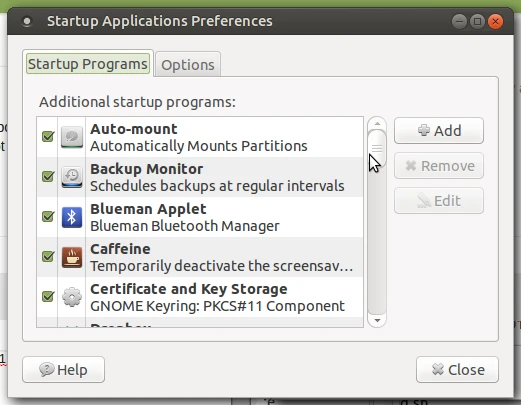 Startup Applications Preferences
Startup Programs
Options
Additional startup programs:
Auto-mount
Automatically Mounts Partitions
Backup Monitor
Schedules backups at regular intervals
Blueman Applet
Blueman Bluetooth Manager
Caffeine
Temporarily deactivate the screensav...
Certificate and Key Storage
GNOME Keyring: PKCS#11 Component
Dropbox
Add
Remove
Edit
Help
Close